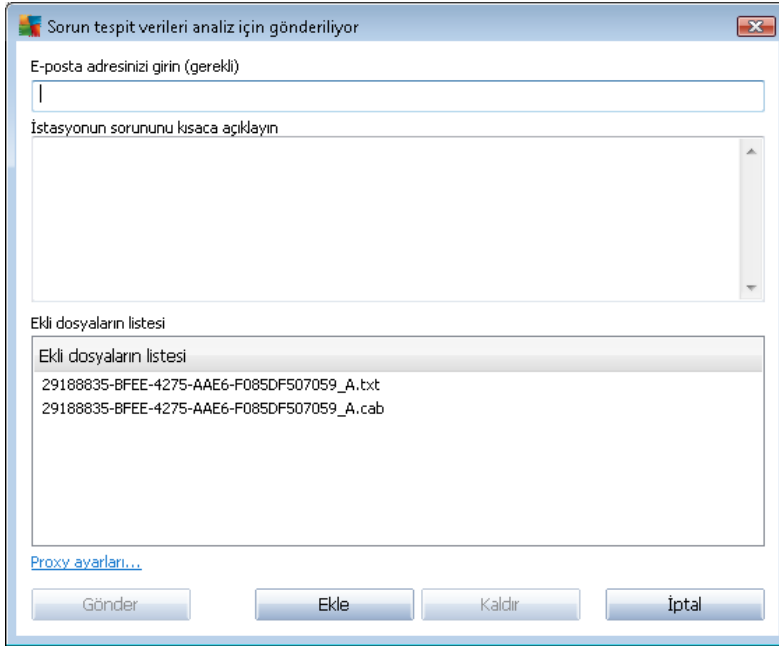 Sorun tespit verileri analiz için gönderiliyor
E-posta adresinizi girin (gerekli)
İstasyonun sorununu kısaca açıklayın
Ekli dosyaların listesi
Ekli dosyaların listesi
29188835-BFEE-4275-AAE6-F085DF507059_A.txt
29188835-BFEE-4275-AAE6-F085DF507059_A.cab
Proxy ayarları...
Gönder Ekle Kaldır İptal